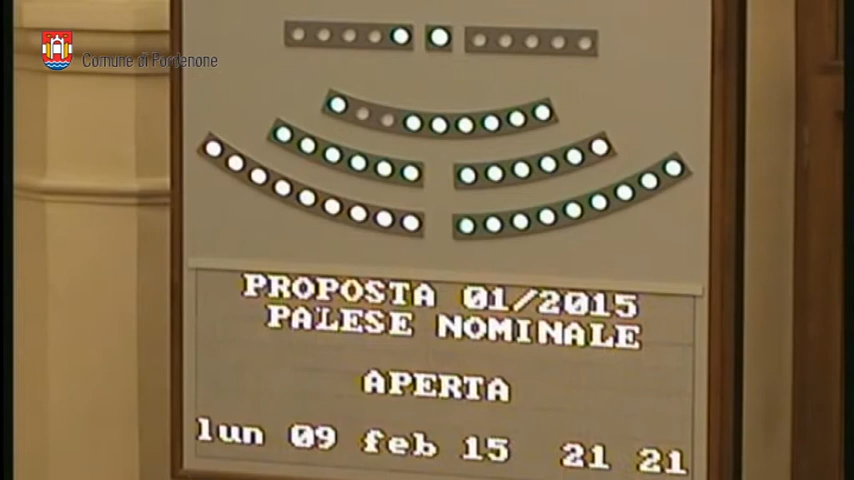 Comune di Pordenone
PROPOSTA 01/2015
PALESE NOMINALE
APERTA
lun 09 feb 15 21 21